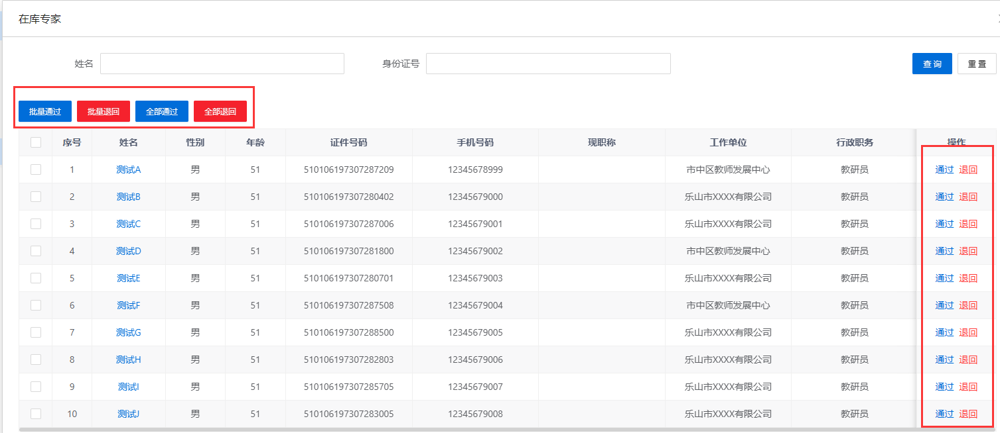 在库专家
姓名 身份证号 查询 重置
批量通过 批量退回 全部通过 全部退回
序号 姓名 性别 年龄 证件号码 手机号码 现职称 工作单位 行政职务 操作
1 测试A 男 51 510106197307287209 12345678999 市中区教师发展中心 教研员 通过 退回
2 测试B 男 51 510106197307280402 12345679000 乐山市XXXX有限公司 教研员 通过 退回
3 测试C 男 51 510106197307287006 12345679001 乐山市XXXX有限公司 教研员 通过 退回
4 测试D 男 51 510106197307281800 12345679002 市中区教师发展中心 教研员 通过 退回
5 测试E 男 51 510106197307280701 12345679003 乐山市XXXX有限公司 教研员 通过 退回
6 测试F 男 51 510106197307287508 12345679004 市中区教师发展中心 教研员 通过 退回
7 测试G 男 51 510106197307288500 12345679005 乐山市XXXX有限公司 教研员 通过 退回
8 测试H 男 51 510106197307282803 12345679006 乐山市XXXX有限公司 教研员 通过 退回
9 测试I 男 51 510106197307285705 12345679007 乐山市XXXX有限公司 教研员 通过 退回
10 测试J 男 51 510106197307283005 12345679008 乐山市XXXX有限公司 教研员 通过 退回